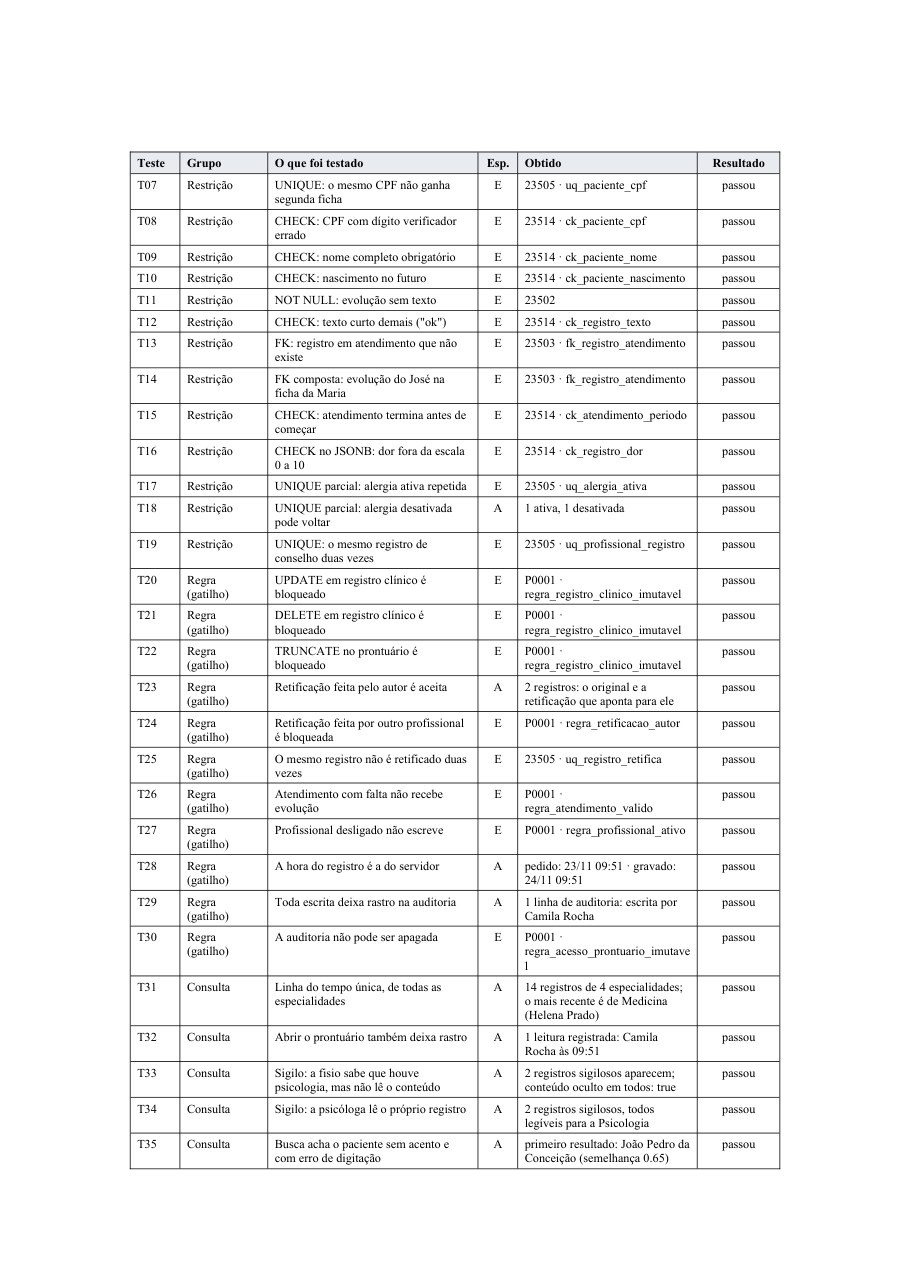 Teste Grupo O que foi testado Esp. Obtido Resultado
T07 Restrição UNIQUE: o mesmo CPF não ganha E 23505 · uq_paciente_cpf passou
segunda ficha
T08 Restrição CHECK: CPF com dígito verificador E 23514 · ck_paciente_cpf passou
errado
T09 Restrição CHECK: nome completo obrigatório E 23514 · ck_paciente_nome passou
T10 Restrição CHECK: nascimento no futuro E 23514 · ck_paciente_nascimento passou
T11 Restrição NOT NULL: evolução sem texto E 23502 passou
T12 Restrição CHECK: texto curto demais ("ok") E 23514 · ck_registro_texto passou
T13 Restrição FK: registro em atendimento que não E 23503 · fk_registro_atendimento passou
existe
T14 Restrição FK composta: evolução do José na E 23503 · fk_registro_atendimento passou
ficha da Maria
T15 Restrição CHECK: atendimento termina antes de E 23514 · ck_atendimento_periodo passou
começar
T16 Restrição CHECK no JSONB: dor fora da escala E 23514 · ck_registro_dor passou
0 a 10
T17 Restrição UNIQUE parcial: alergia ativa repetida E 23505 · uq_alergia_ativa passou
T18 Restrição UNIQUE parcial: alergia desativada A 1 ativa, 1 desativada passou
pode voltar
T19 Restrição UNIQUE: o mesmo registro de E 23505 · uq_profissional_registro passou
conselho duas vezes
T20 Regra UPDATE em registro clínico é E P0001 · passou
(gatilho) bloqueado regra_registro_clinico_imutavel
T21 Regra DELETE em registro clínico é E P0001 · passou
(gatilho) bloqueado regra_registro_clinico_imutavel
T22 Regra TRUNCATE no prontuário é E P0001 · passou
(gatilho) bloqueado regra_registro_clinico_imutavel
T23 Regra Retificação feita pelo autor é aceita A 2 registros: o original e a passou
(gatilho) retificação que aponta para ele
T24 Regra Retificação feita por outro profissional E P0001 · regra_retificacao_autor passou
(gatilho) é bloqueada
T25 Regra O mesmo registro não é retificado duas E 23505 · uq_registro_retifica passou
(gatilho) vezes
T26 Regra Atendimento com falta não recebe E P0001 · passou
(gatilho) evolução regra_atendimento_valido
T27 Regra Profissional desligado não escreve E P0001 · regra_profissional_ativo passou
(gatilho)
T28 Regra A hora do registro é a do servidor A pedido: 23/11 09:51 · gravado: passou
(gatilho) 24/11 09:51
T29 Regra Toda escrita deixa rastro na auditoria A 1 linha de auditoria: escrita por passou
(gatilho) Camila Rocha
T30 Regra A auditoria não pode ser apagada E P0001 · passou
(gatilho) regra_acesso_prontuario_imutave
l
T31 Consulta Linha do tempo única, de todas as A 14 registros de 4 especialidades; passou
especialidades o mais recente é de Medicina
(Helena Prado)
T32 Consulta Abrir o prontuário também deixa rastro A 1 leitura registrada: Camila passou
Rocha às 09:51
T33 Consulta Sigilo: a fisio sabe que houve A 2 registros sigilosos aparecem; passou
psicologia, mas não lê o conteúdo conteúdo oculto em todos: true
T34 Consulta Sigilo: a psicóloga lê o próprio registro A 2 registros sigilosos, todos passou
legíveis para a Psicologia
T35 Consulta Busca acha o paciente sem acento e A primeiro resultado: João Pedro da passou
com erro de digitação Conceição (semelhança 0.65)